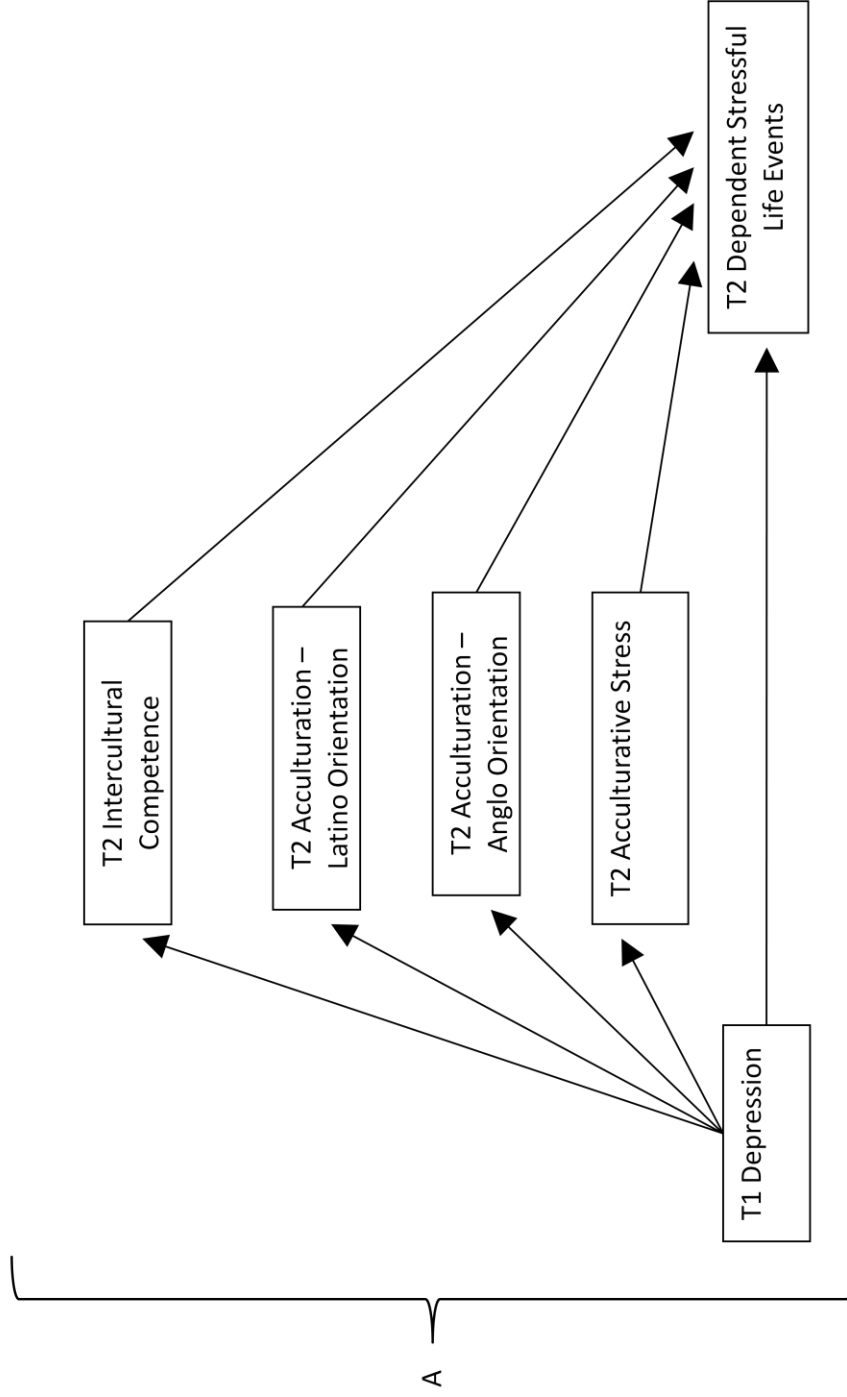 A
T2 Intercultural
Competence
T2 Acculturation –
Latino Orientation
T2 Acculturation –
Anglo Orientation
T2 Acculturative Stress
T1 Depression
T2 Dependent Stressful
Life Events